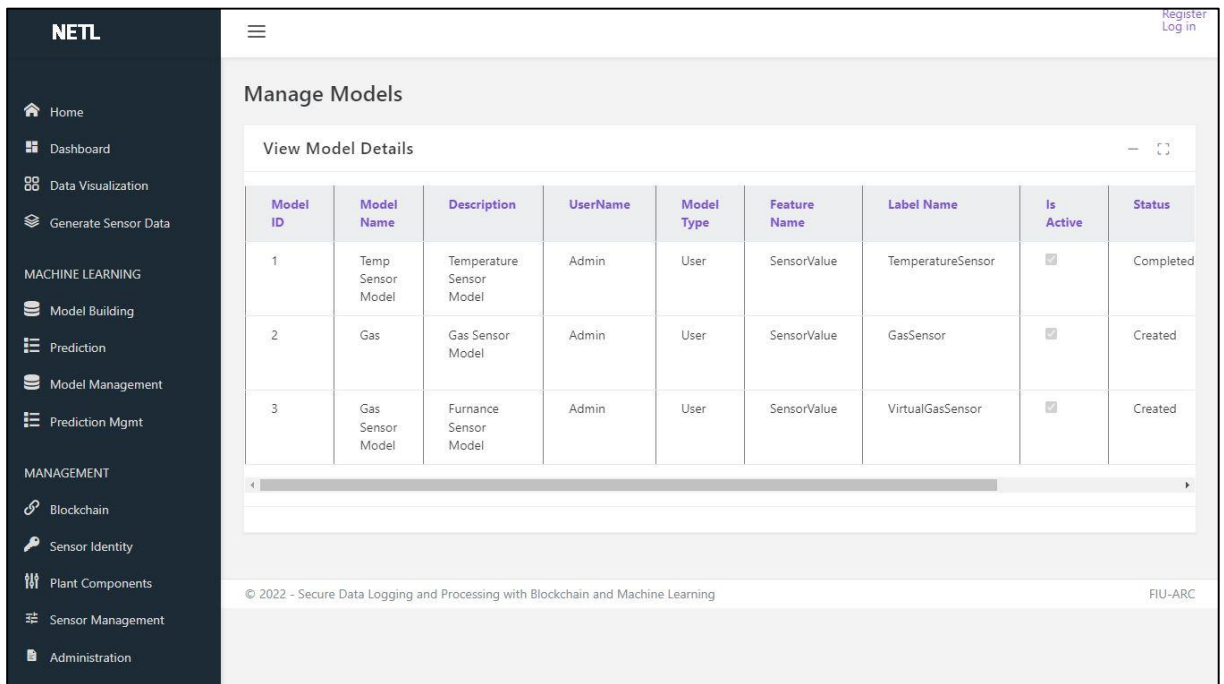 NETL
Register
Log in
Home
Dashboard
Data Visualization
Generate Sensor Data
MACHINE LEARNING
Model Building
Prediction
Model Management
Prediction Mgmt
MANAGEMENT
Blockchain
Sensor Identity
Plant Components
Sensor Management
Administration
Manage Models
View Model Details
Model ID Model Name Description UserName Model Type Feature Name Label Name Is Active Status
1 Temp Sensor Model Temperature Sensor Model Admin User SensorValue TemperatureSensor Completed
2 Gas Gas Sensor Model Admin User SensorValue GasSensor Created
3 Gas Sensor Model Furnance Sensor Model Admin User SensorValue VirtualGasSensor Created
© 2022 - Secure Data Logging and Processing with Blockchain and Machine Learning
FIU-ARC